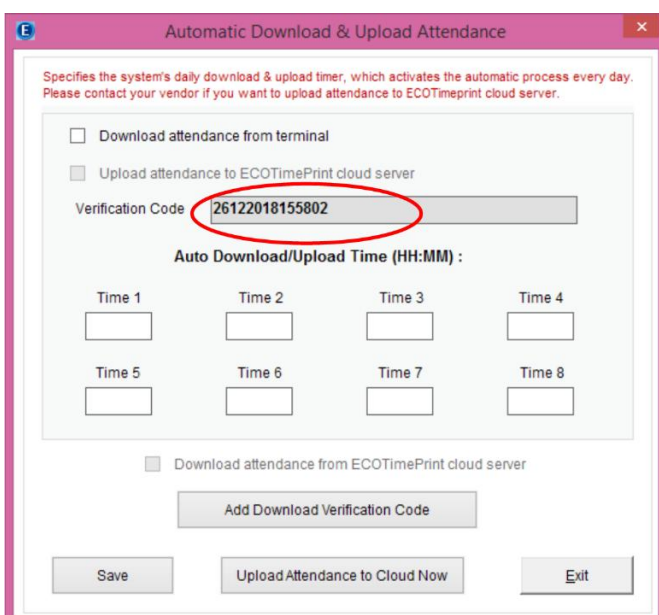 E
Automatic Download & Upload Attendance
×
Specifies the system's daily download & upload timer, which activates the automatic process every day.
Please contact your vendor if you want to upload attendance to ECOTimeprint cloud server.
Download attendance from terminal
Upload attendance to ECOTimePrint cloud server
Verification Code 26122018155802
Auto Download/Upload Time (HH:MM) :
Time 1 Time 2 Time 3 Time 4
Time 5 Time 6 Time 7 Time 8
Download attendance from ECOTimePrint cloud server
Add Download Verification Code
Save Upload Attendance to Cloud Now Exit